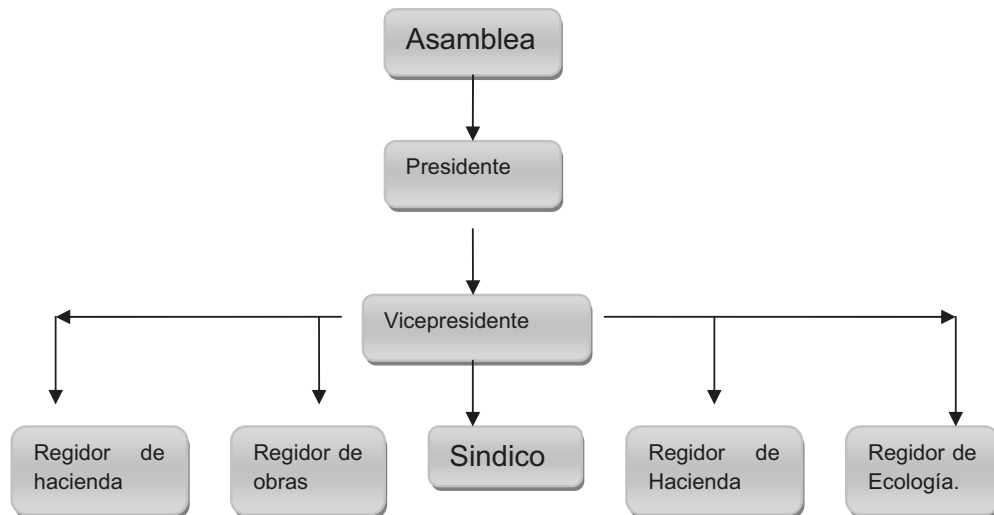 Asamblea
Presidente
Vicepresidente
Regidor de
hacienda
Regidor de
obras
Sindico
Regidor de
Hacienda
Regidor de
Ecología.